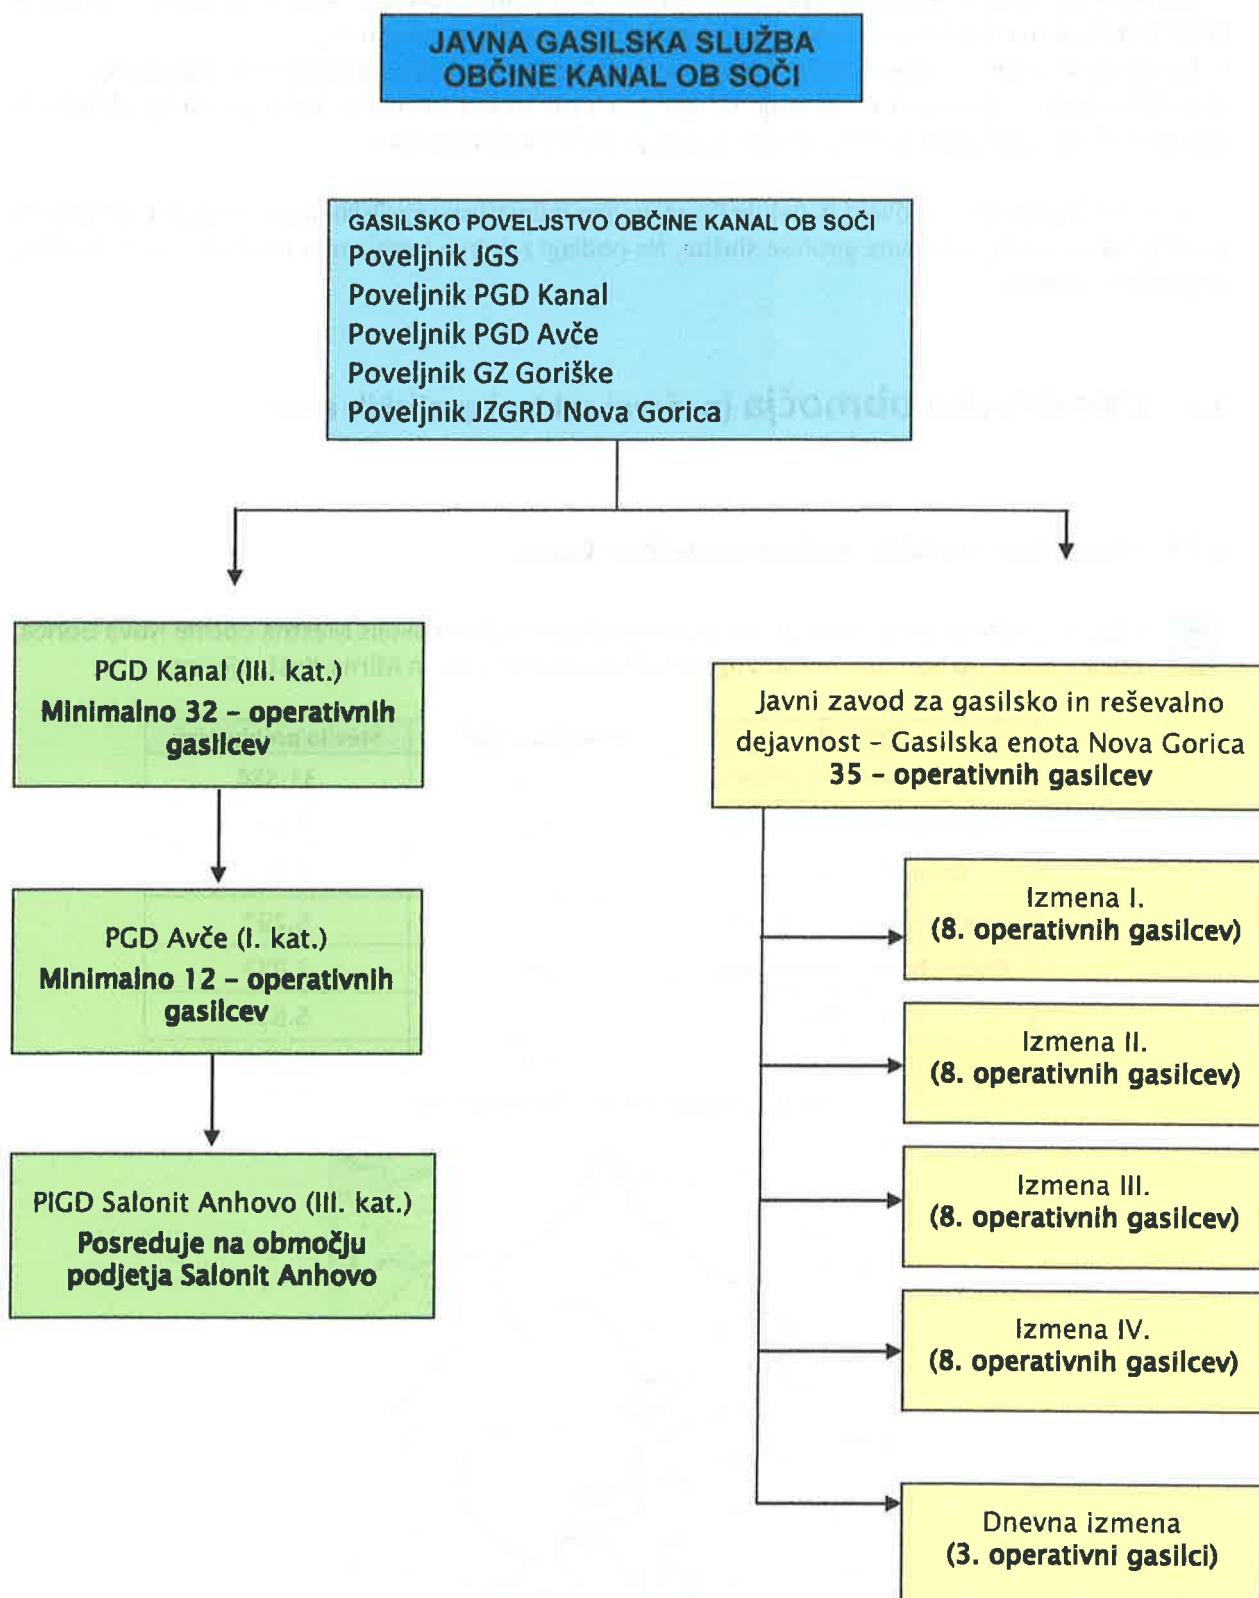 JAVNA GASILSKA SLUŽBA
OBČINE KANAL OB SOČI
GASILSKO POVELJSTVO OBČINE KANAL OB SOČI
Poveljnik JGS
Poveljnik PGD Kanal
Poveljnik PGD Avče
Poveljnik GZ Goriške
Poveljnik JZGRD Nova Gorica
PGD Kanal (III. kat.)
Minimalno 32 – operativnih
gasilcev
PGD Avče (I. kat.)
Minimalno 12 – operativnih
gasilcev
PIGD Salonit Anhovo (III. kat.)
Posreduje na območju
podjetja Salonit Anhovo
Javni zavod za gasilsko in reševalno
dejavnost – Gasilska enota Nova Gorica
35 – operativnih gasilcev
Izmena I.
(8. operativnih gasilcev)
Izmena II.
(8. operativnih gasilcev)
Izmena III.
(8. operativnih gasilcev)
Izmena IV.
(8. operativnih gasilcev)
Dnevna izmena
(3. operativni gasilci)